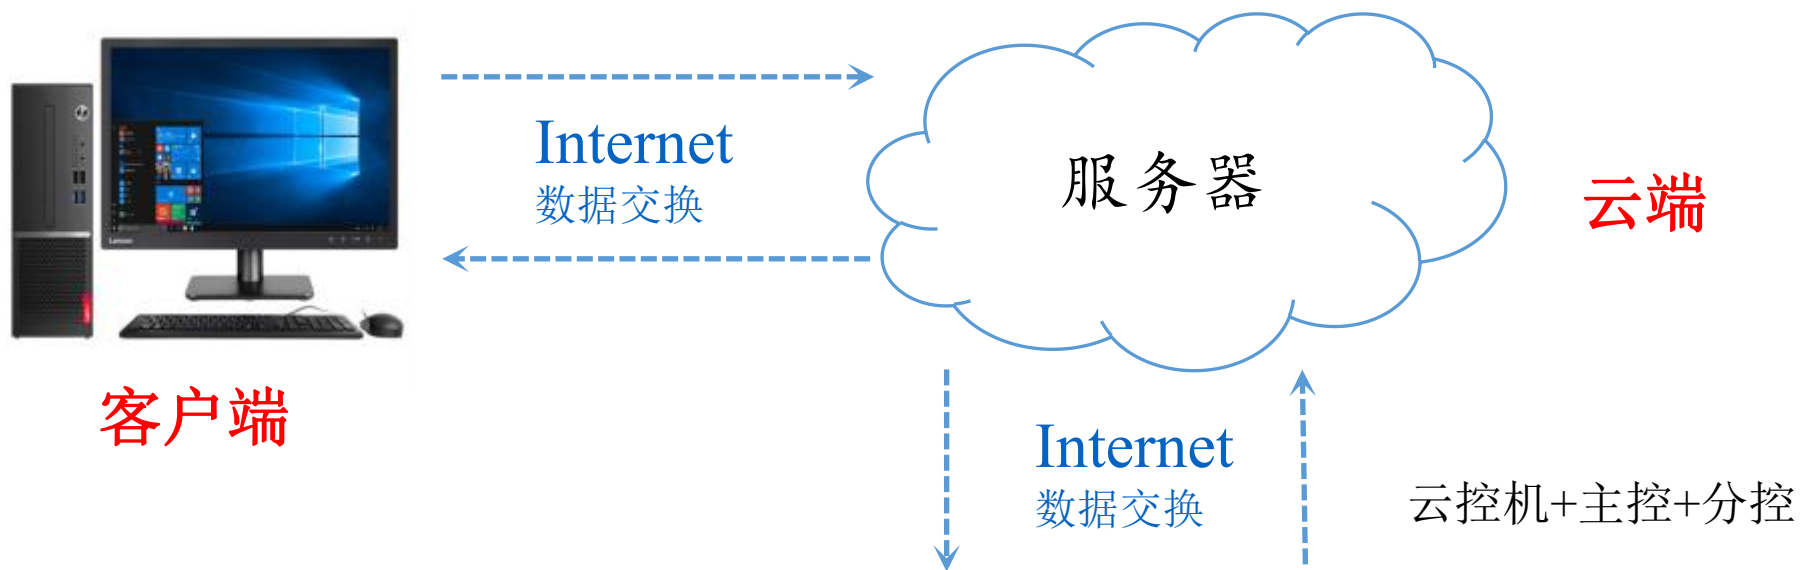 Internet
数据交换
服务器
云端
客户端
Internet
数据交换
云控机+主控+分控
Lenovo